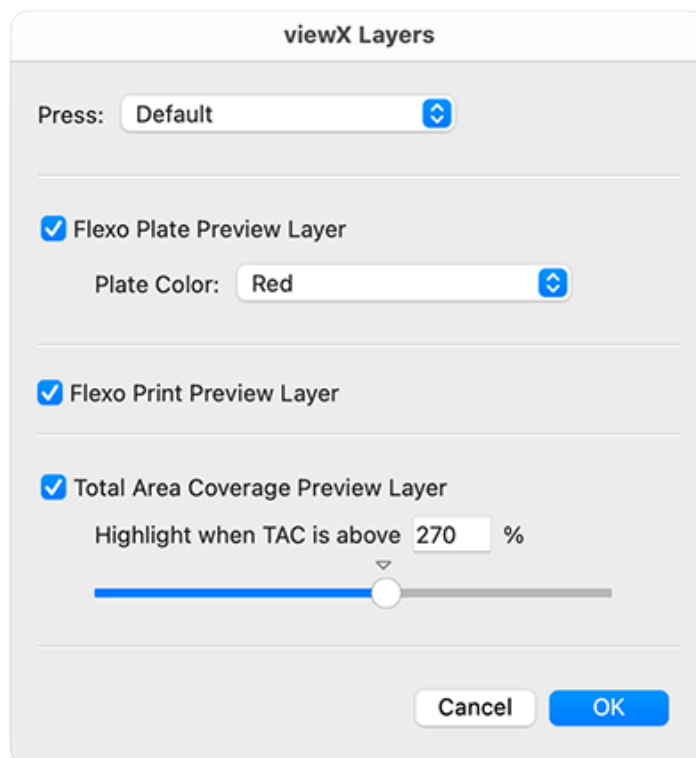 viewX Layers
Press: Default
Flexo Plate Preview Layer
Plate Color: Red
Flexo Print Preview Layer
Total Area Coverage Preview Layer
Highlight when TAC is above 270 %
Cancel OK